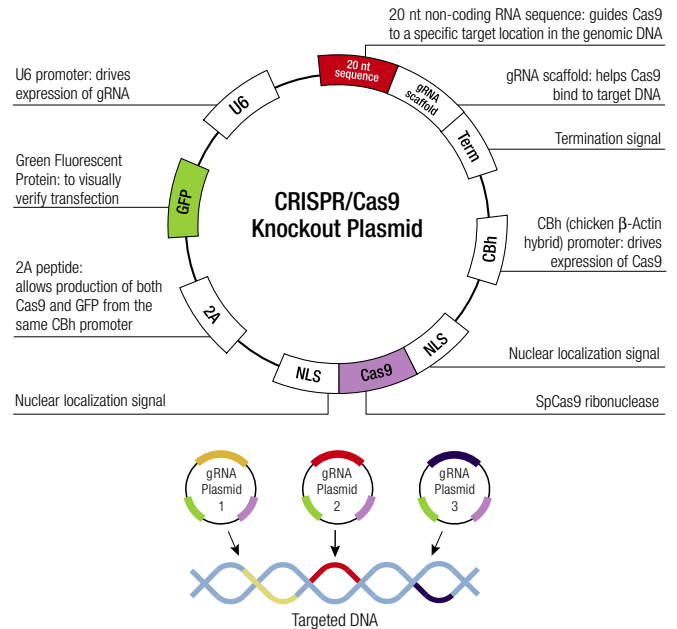 20 nt non-coding RNA sequence: guides Cas9
to a specific target location in the genomic DNA
U6 promoter: drives
expression of gRNA
gRNA scaffold: helps Cas9
bind to target DNA
Termination signal
Green Fluorescent
Protein: to visually
verify transfection
CBh (chicken β-Actin
hybrid) promoter: drives
expression of Cas9
2A peptide:
allows production of both
Cas9 and GFP from the
same CBh promoter
Nuclear localization signal
Nuclear localization signal
SpCas9 ribonuclease
20 nt
sequence
gRNA
scaffold
Term
CBh
NLS
Cas9
NLS
2A
GFP
U6
CRISPR/Cas9
Knockout Plasmid
gRNA
Plasmid
1
gRNA
Plasmid
2
gRNA
Plasmid
3
Targeted DNA